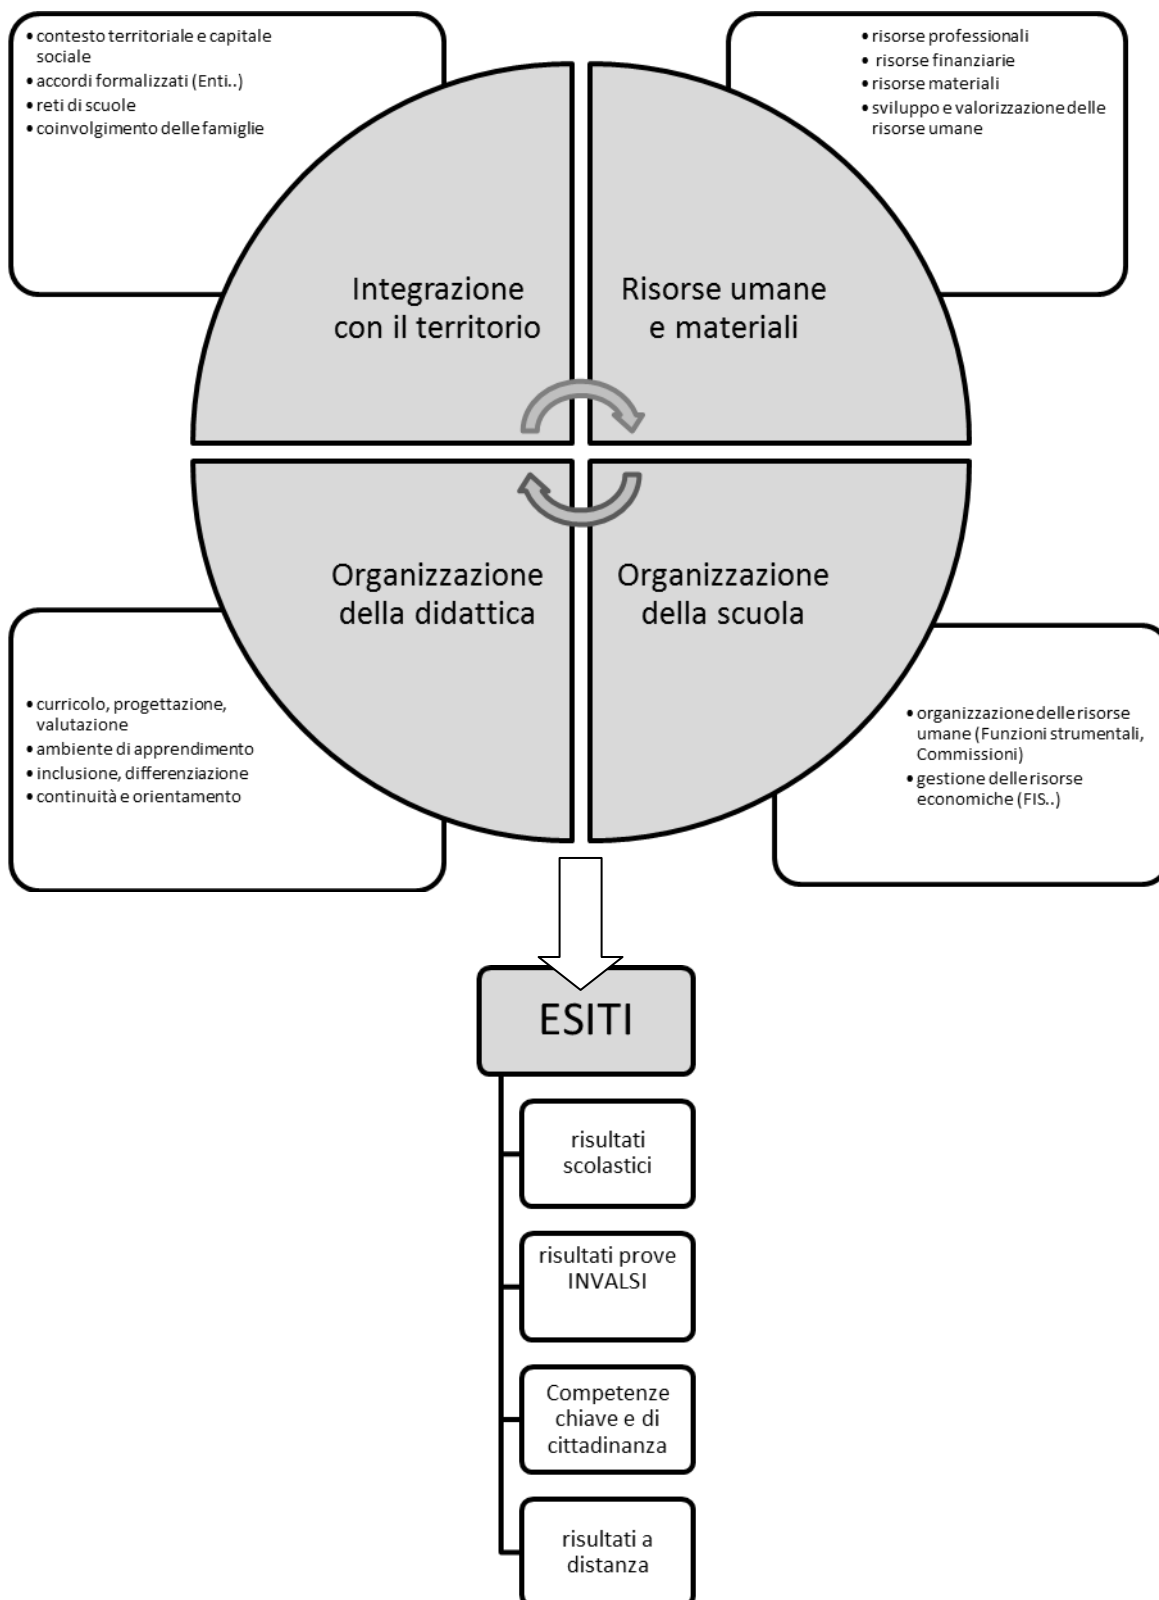 • contesto territoriale e capitale
sociale
• accordi formalizzati (Enti..)
• reti di scuole
• coinvolgimento delle famiglie
• risorse professionali
• risorse finanziarie
• risorse materiali
• sviluppo e valorizzazione delle
risorse umane
Integrazione
con il territorio
Risorse umane
e materiali
Organizzazione
della didattica
Organizzazione
della scuola
• curricolo, progettazione,
valutazione
• ambiente di apprendimento
• inclusione, differenziazione
• continuità e orientamento
• organizzazione delle risorse
umane (Funzioni strumentali,
Commissioni)
• gestione delle risorse
economiche (FIS..)
ESITI
risultati
scolastici
risultati prove
INVALSI
Competenze
chiave e di
cittadinanza
risultati a
distanza